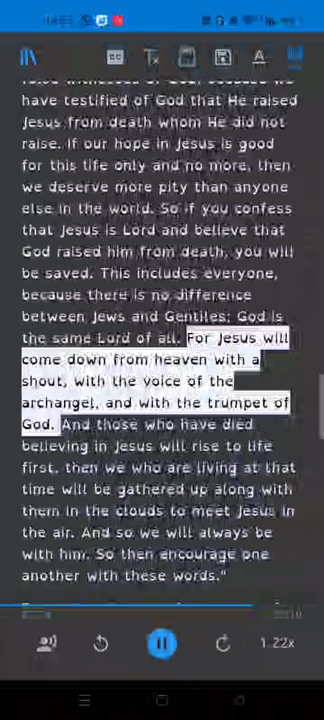 have testified of God that He raised
Jesus from death whom He did not
raise. If our hope in Jesus is good
for this life only and no more, then
we deserve more pity than anyone
else in the world. So if you confess
that Jesus is Lord and believe that
God raised him from death, you will
be saved. This includes everyone,
because there is no difference
between Jews and Gentiles; God is
the same Lord of all. For Jesus will
come down from heaven with a
shout, with the voice of the
archangel, and with the trumpet of
God. And those who have died
believing in Jesus will rise to life
first, then we who are living at that
time will be gathered up along with
them in the clouds to meet Jesus in
the air. And so we will always be
with him. So then encourage one
another with these words."
1.22x